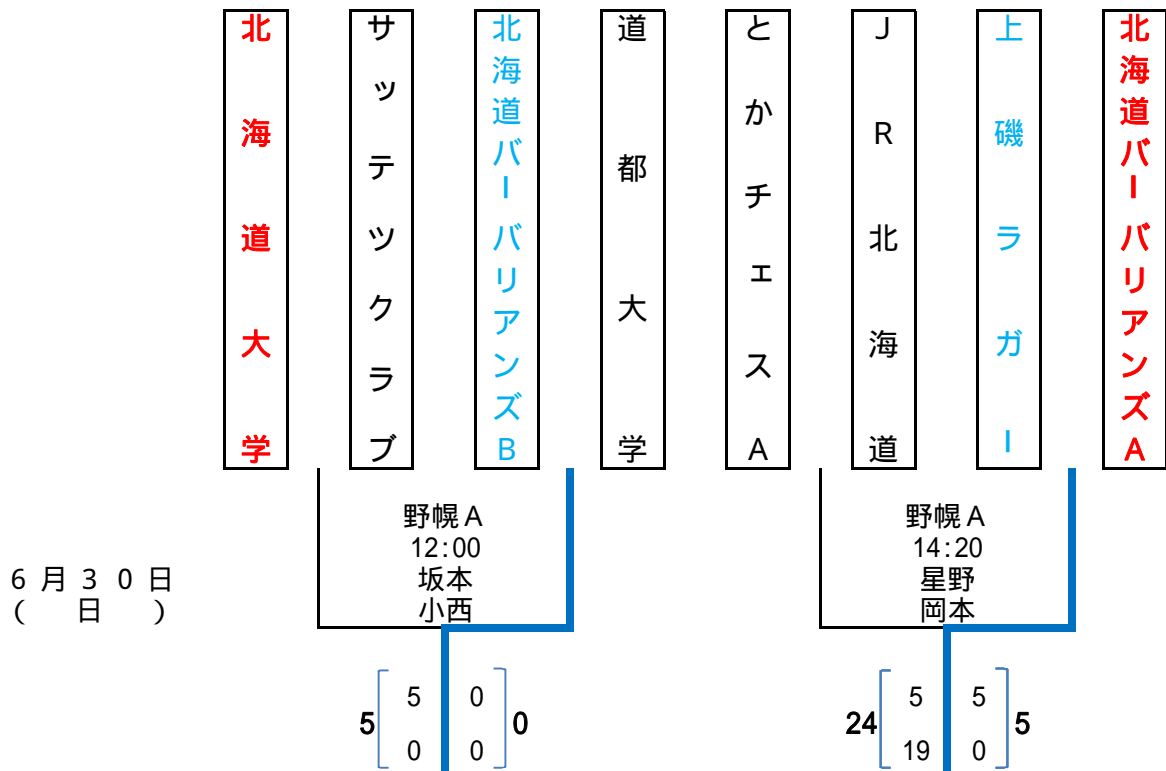 北海道大学
サッテツクラブ
北海道バーバリアンズB
道都大学
とかチェスA
JR北海道
上磯ラガー
北海道バーバリアンズA
野幌A
12:00
坂本
小西
野幌A
14:20
星野
岡本
6月30日
(日)
5 5 0 0
0 0
24 5 5 5
19 0